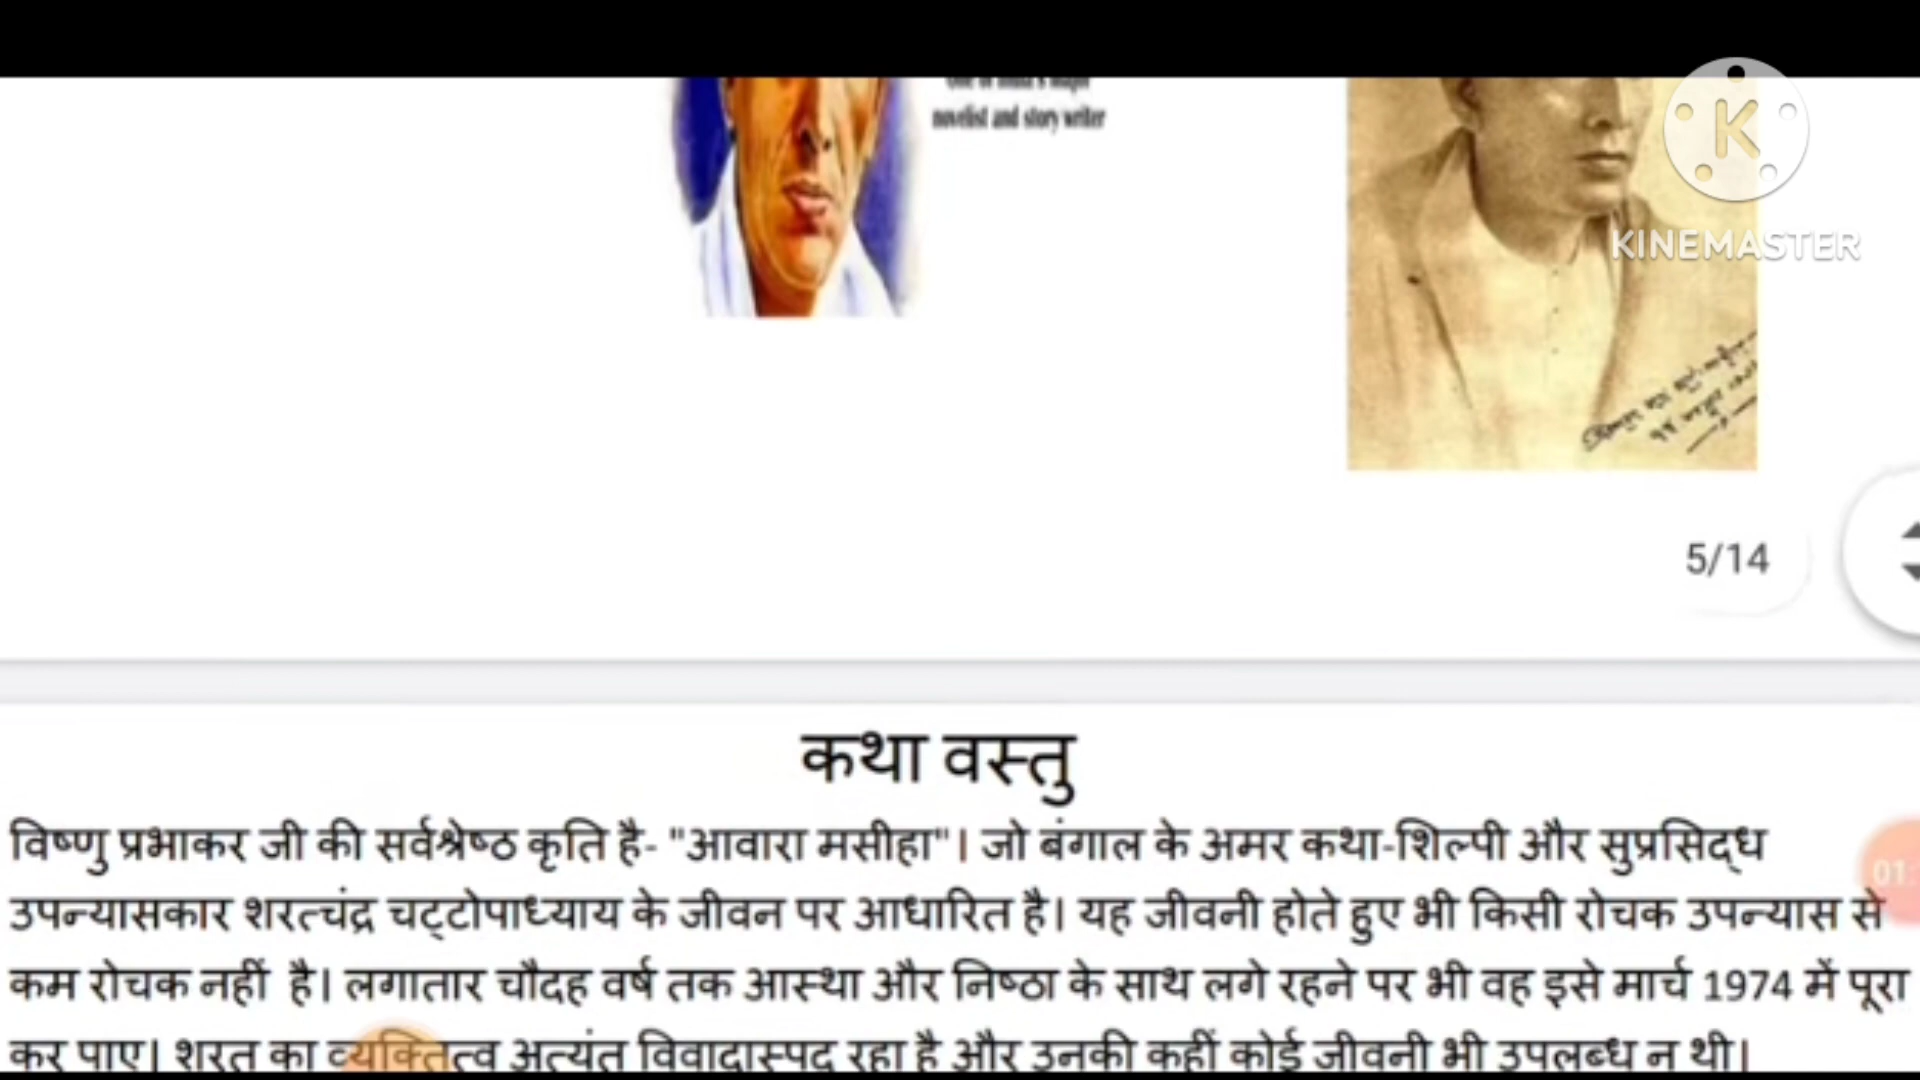 novelist and story writer
K
KINEMASTER
5/14
कथा वस्तु
विष्णु प्रभाकर जी की सर्वश्रेष्ठ कृति है- "आवारा मसीहा"। जो बंगाल के अमर कथा-शिल्पी और सुप्रसिद्ध
उपन्यासकार शरत्चंद्र चट्टोपाध्याय के जीवन पर आधारित है। यह जीवनी होते हुए भी किसी रोचक उपन्यास से
कम रोचक नहीं है। लगातार चौदह वर्ष तक आस्था और निष्ठा के साथ लगे रहने पर भी वह इसे मार्च 1974 में पूरा
कर पाए। शरत का व्यक्तित्व अत्यंत विवादास्पद रहा है और उनकी कहीं कोई जीवनी भी उपलब्ध न थी।
01: